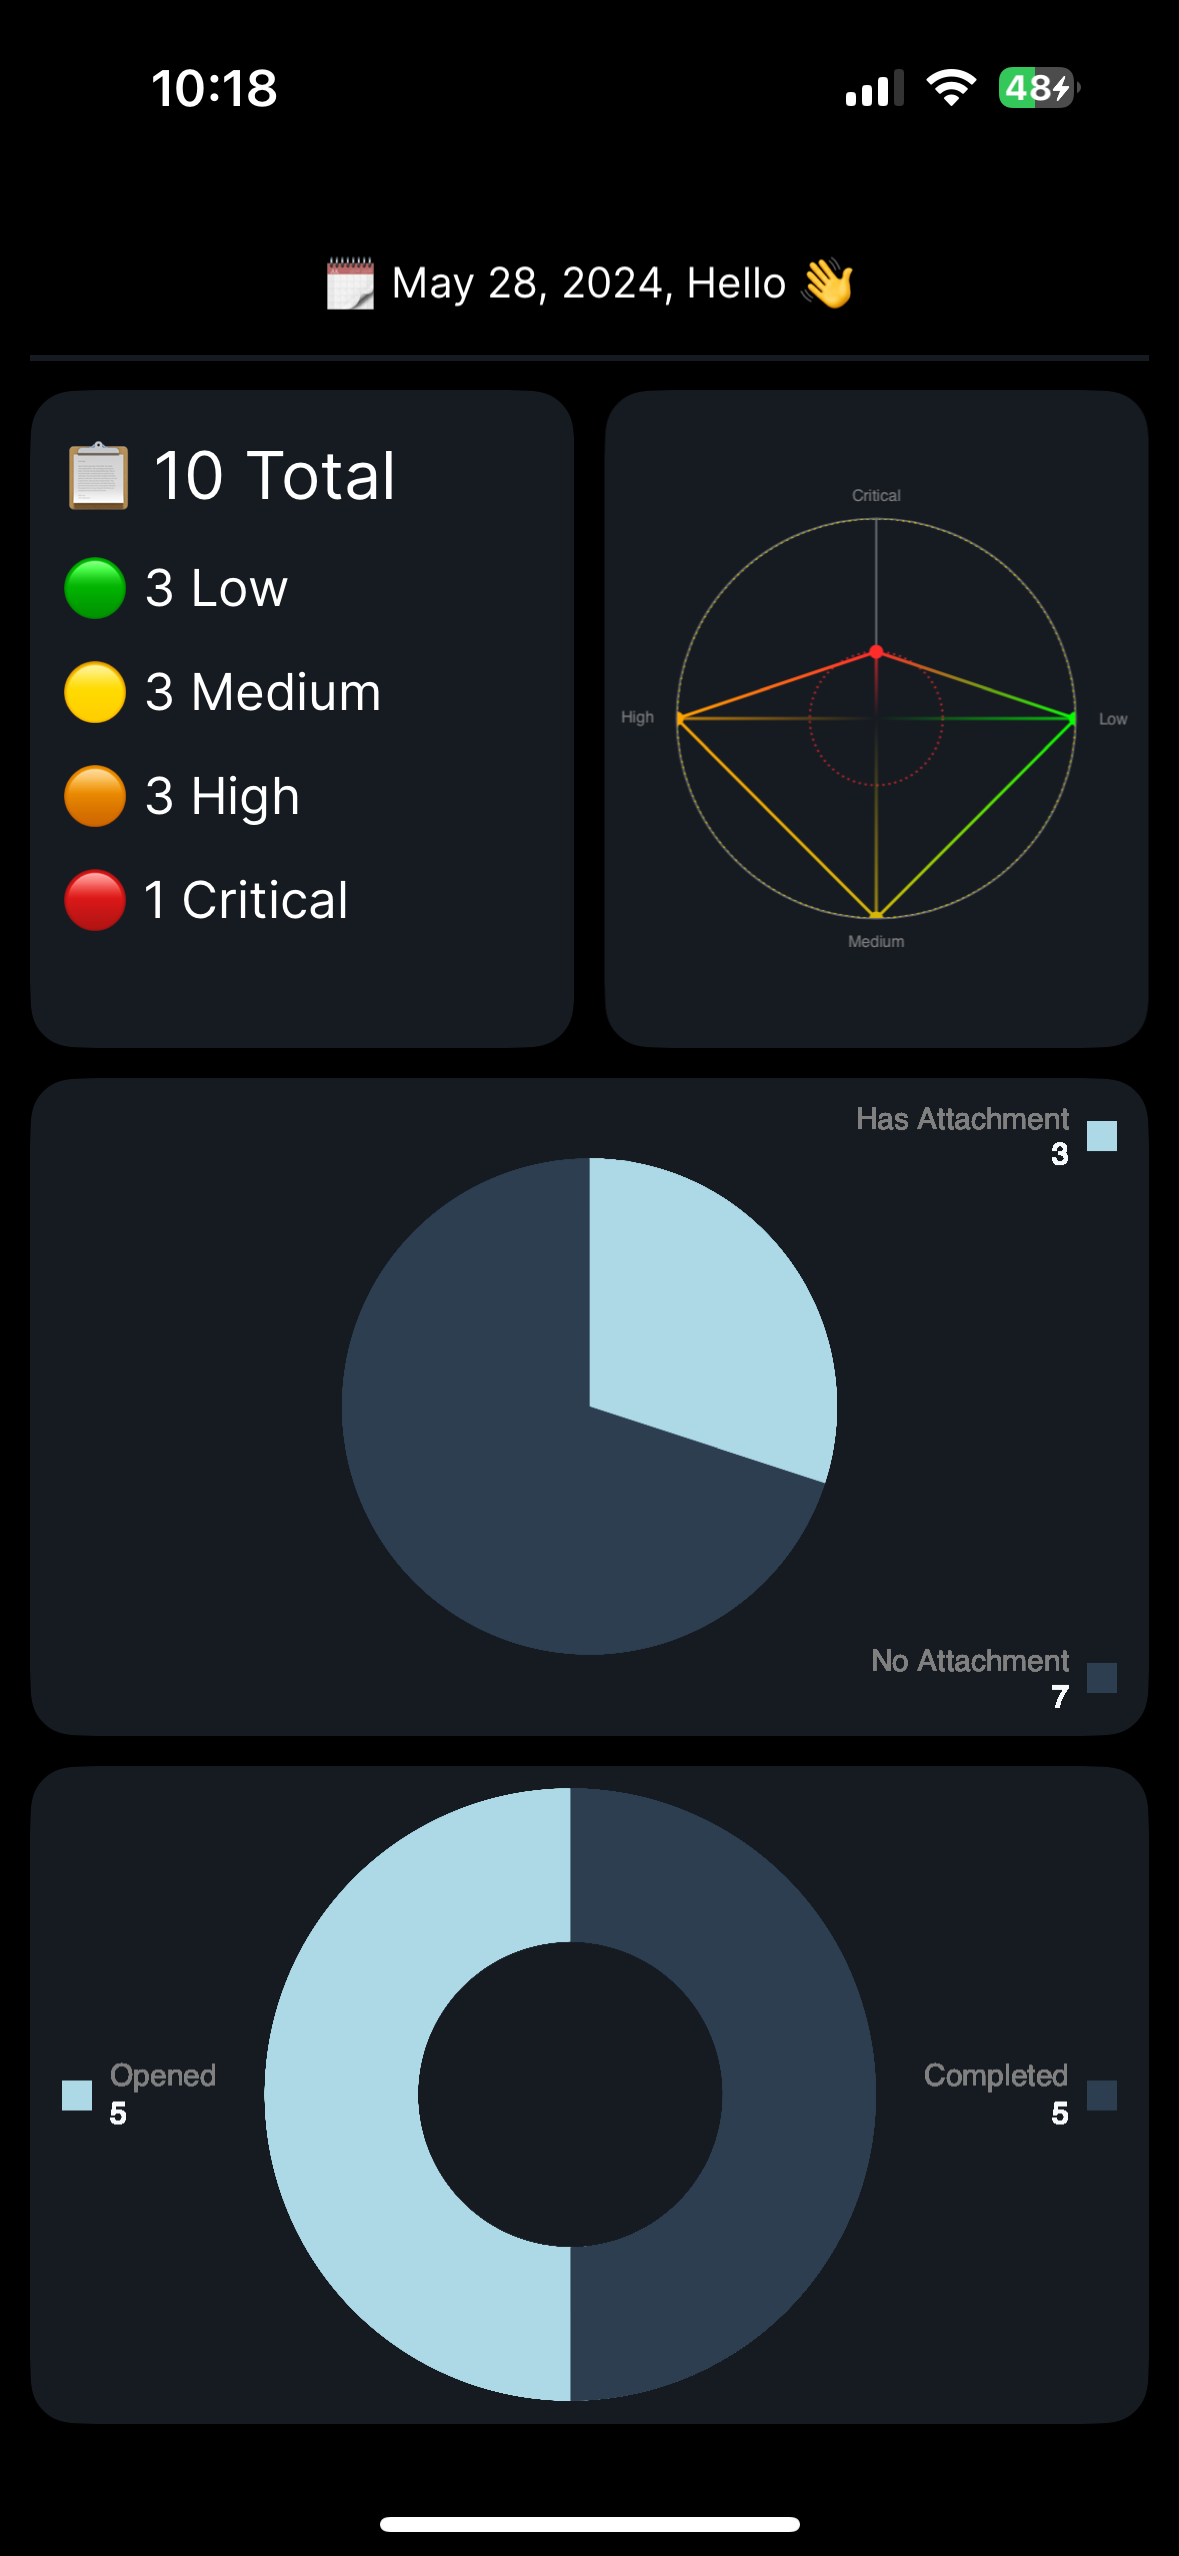 10:18
48
May 28, 2024, Hello
10 Total
3 Low
3 Medium
3 High
1 Critical
Critical
High
Low
Medium
Has Attachment
3
No Attachment
7
Opened
5
Completed
5